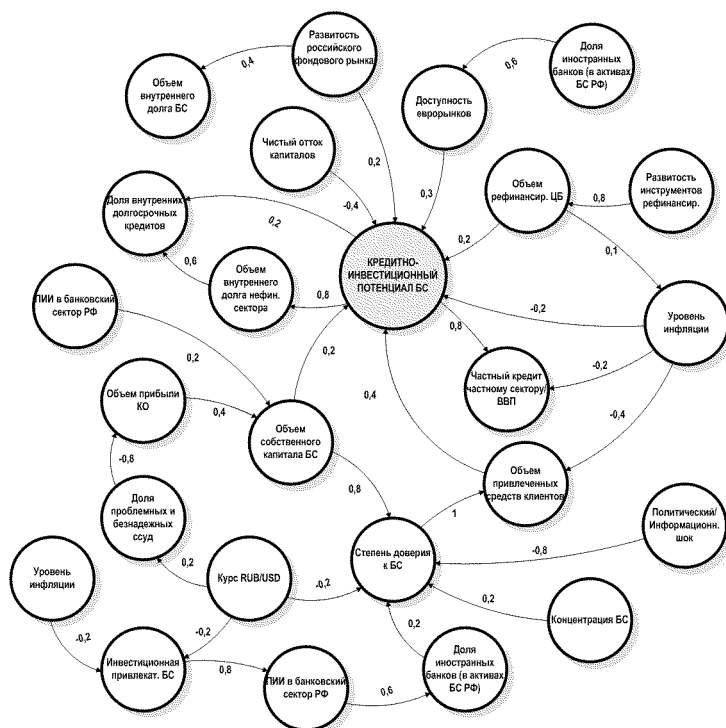 Развитость
российского
фондового рынка
Доля
иностранных
банков (в активах
БС РФ)
0,4
0,6
Объем
внутреннего
долга БС
Доступность
еврорынков
Чистый отток
капиталов
0,2
-0,4
0,3
Объем
рефинансир. ЦБ
0,8
Развитость
инструментов
рефинансир.
Доля внутренних
долгосрочных
кредитов
0,2
0,2
0,1
КРЕДИТНО-
ИНВЕСТИЦИОННЫЙ
ПОТЕНЦИАЛ БС
0,6
Объем
внутреннего
долга нефин.
сектора
0,8
ПИИ в банковский
сектор РФ
-0,2
Уровень
инфляции
0,8
0,2
0,2
-0,2
Частный кредит
частному сектору/
ВВП
Объем прибыли
КО
0,4
0,4
-0,4
Объем
собственного
капитала БС
-0,8
0,8
Объем
привлеченных
средств клиентов
Доля
проблемных и
безнадежных
ссуд
1
Политический/
Информационн.
шок
Степень доверия
к БС
-0,8
Уровень
инфляции
0,2
Курс RUB/USD
-0,2
0,2
Концентрация БС
-0,2
-0,2
0,2
Инвестиционная
привлекат. БС
0,8
ПИИ в банковский
сектор РФ
0,6
Доля
иностранных
банков (в активах
БС РФ)